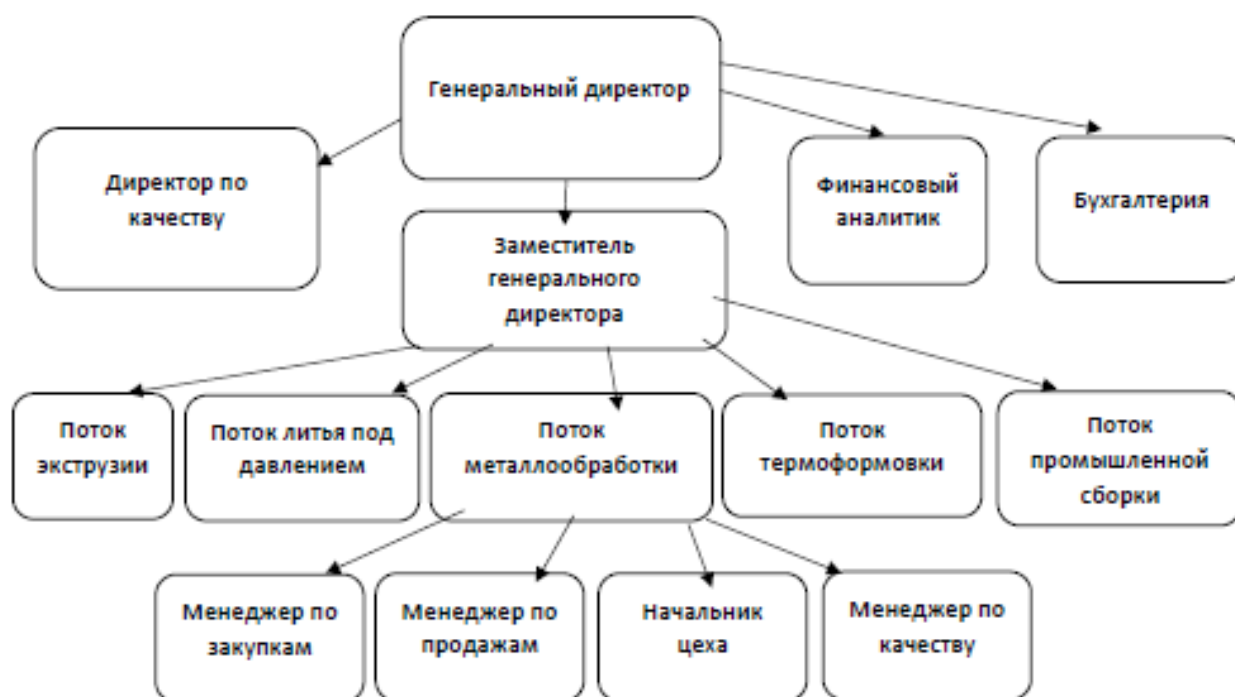 Генеральный директор
Директор по
качеству
Финансовый
аналитик
Бухгалтерия
Заместитель
генерального
директора
Поток
экструзии
Поток литья под
давлением
Поток
металлообработки
Поток
термоформовки
Поток
промышленной
сборки
Менеджер по
закупкам
Менеджер по
продажам
Начальник
цеха
Менеджер по
качеству